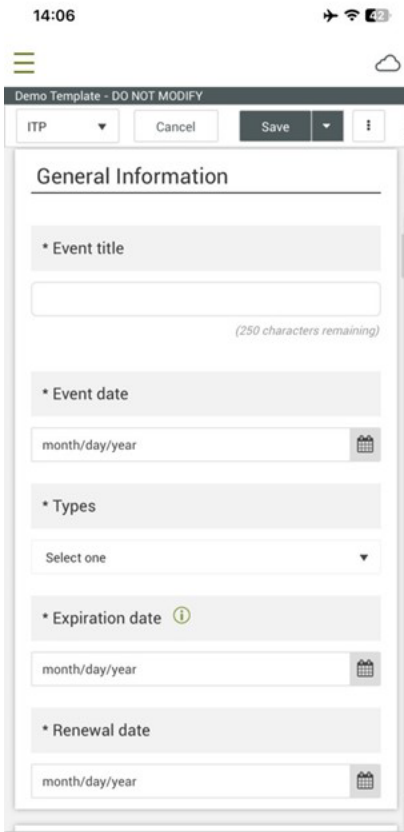 14:06
42
Demo Template - DO NOT MODIFY
ITP
Cancel
Save
General Information
* Event title
(250 characters remaining)
* Event date
month/day/year
* Types
Select one
* Expiration date
month/day/year
* Renewal date
month/day/year